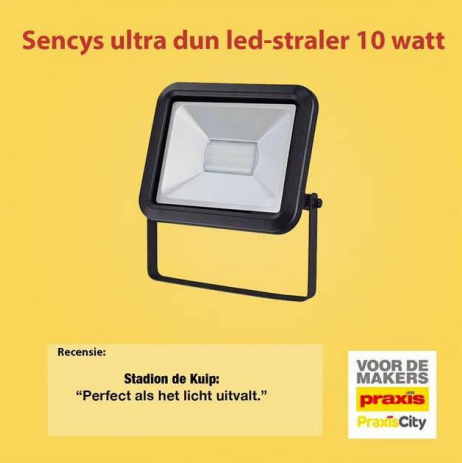 Sencys ultra dun led-straler 10 watt
Recensie:
Stadion de Kuip:
“Perfect als het licht uitvalt.”
VOOR DE
MAKERS
praxis
PraxisCity